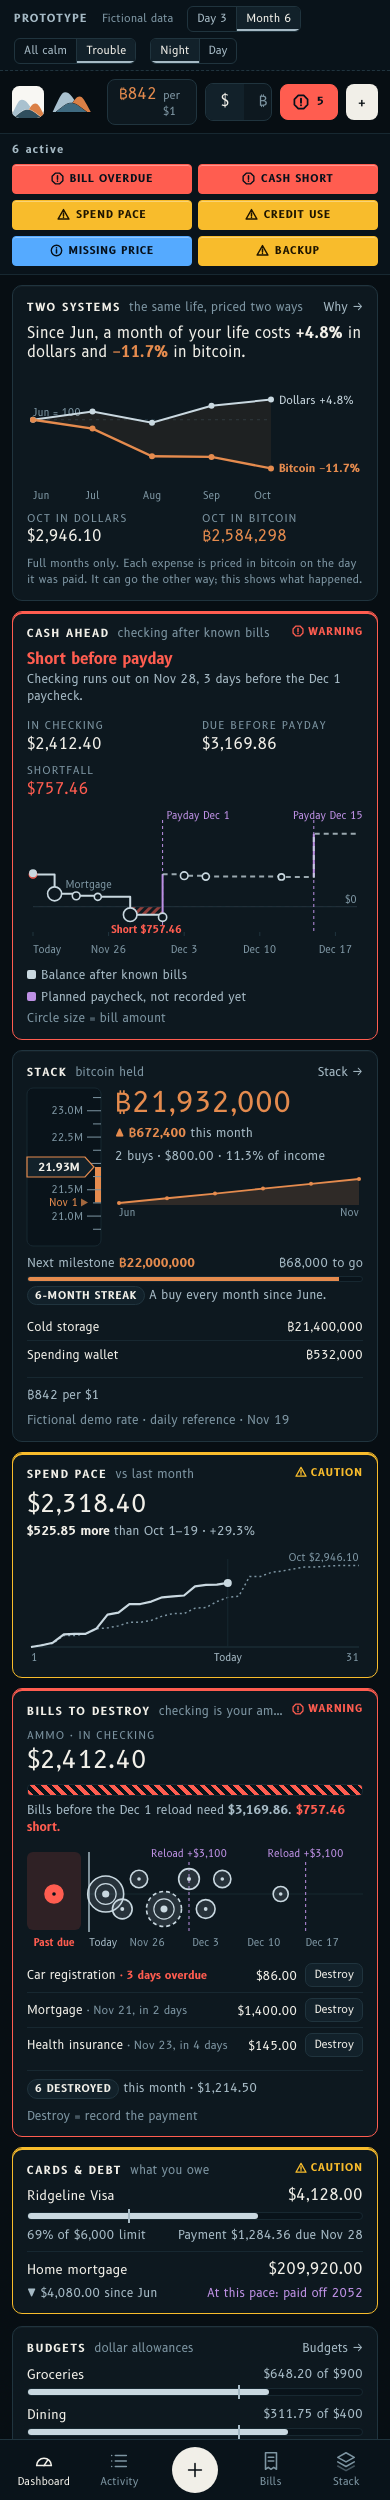 PROTOTYPE Fictional data Day 3 Month 6
All calm Trouble Night Day
฿842 per $1 $ ฿ 5 +
6 active
BILL OVERDUE CASH SHORT
SPEND PACE CREDIT USE
MISSING PRICE BACKUP
TWO SYSTEMS the same life, priced two ways Why →
Since Jun, a month of your life costs +4.8% in
dollars and −11.7% in bitcoin.
Jun = 100
Dollars +4.8%
Bitcoin −11.7%
Jun Jul Aug Sep Oct
OCT IN DOLLARS OCT IN BITCOIN
$2,946.10 ฿2,584,298
Full months only. Each expense is priced in bitcoin on the day
it was paid. It can go the other way; this shows what happened.
CASH AHEAD checking after known bills WARNING
Short before payday
Checking runs out on Nov 28, 3 days before the Dec 1
paycheck.
IN CHECKING DUE BEFORE PAYDAY
$2,412.40 $3,169.86
SHORTFALL
$757.46
Payday Dec 1 Payday Dec 15
Mortgage
$0
Short $757.46
Today Nov 26 Dec 3 Dec 10 Dec 17
Balance after known bills
Planned paycheck, not recorded yet
Circle size = bill amount
STACK bitcoin held Stack →
฿21,932,000
23.0M
22.5M
21.93M
21.5M
Nov 1
21.0M
▲ ฿672,400 this month
2 buys · $800.00 · 11.3% of income
Jun Nov
Next milestone ฿22,000,000 ฿68,000 to go
6-MONTH STREAK A buy every month since June.
Cold storage ฿21,400,000
Spending wallet ฿532,000
฿842 per $1
Fictional demo rate · daily reference · Nov 19
SPEND PACE vs last month CAUTION
$2,318.40
$525.85 more than Oct 1–19 · +29.3%
Oct $2,946.10
1 Today 31
BILLS TO DESTROY checking is your am… WARNING
AMMO · IN CHECKING
$2,412.40
Bills before the Dec 1 reload need $3,169.86. $757.46
short.
Reload +$3,100 Reload +$3,100
Past due Today Nov 26 Dec 3 Dec 10 Dec 17
Car registration · 3 days overdue $86.00 Destroy
Mortgage · Nov 21, in 2 days $1,400.00 Destroy
Health insurance · Nov 23, in 4 days $145.00 Destroy
6 DESTROYED this month · $1,214.50
Destroy = record the payment
CARDS & DEBT what you owe CAUTION
Ridgeline Visa $4,128.00
69% of $6,000 limit Payment $1,284.36 due Nov 28
Home mortgage $209,920.00
▼ $4,080.00 since Jun At this pace: paid off 2052
BUDGETS dollar allowances Budgets →
Groceries $648.20 of $900
Dining $311.75 of $400
Dashboard Activity + Bills Stack